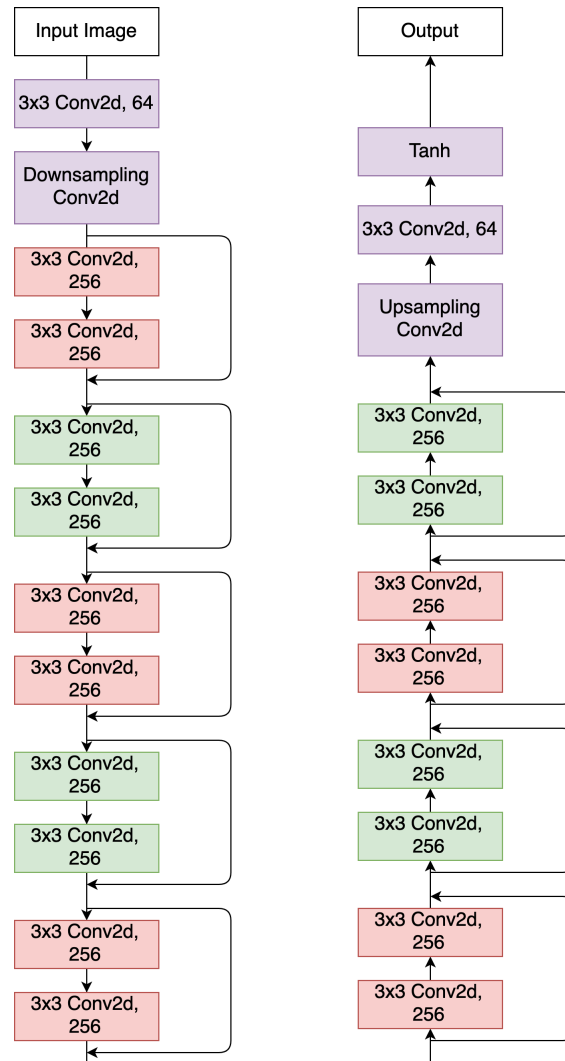 Input Image
3x3 Conv2d, 64
Downsampling
Conv2d
3x3 Conv2d,
256
3x3 Conv2d,
256
3x3 Conv2d,
256
3x3 Conv2d,
256
3x3 Conv2d,
256
3x3 Conv2d,
256
3x3 Conv2d,
256
3x3 Conv2d,
256
3x3 Conv2d,
256
3x3 Conv2d,
256
Output
Tanh
3x3 Conv2d, 64
Upsampling
Conv2d
3x3 Conv2d,
256
3x3 Conv2d,
256
3x3 Conv2d,
256
3x3 Conv2d,
256
3x3 Conv2d,
256
3x3 Conv2d,
256
3x3 Conv2d,
256
3x3 Conv2d,
256